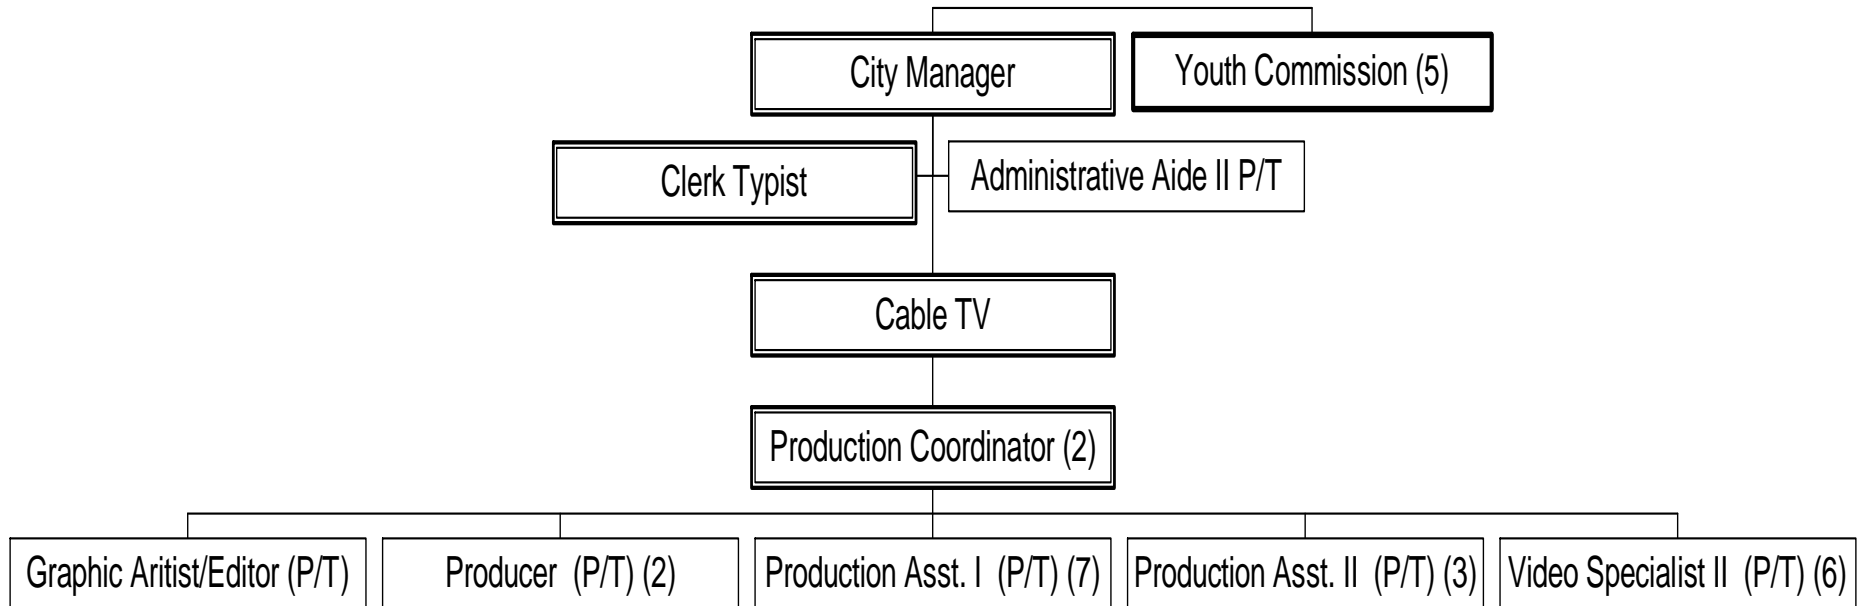 City Manager
Youth Commission (5)
Clerk Typist
Administrative Aide II P/T
Cable TV
Production Coordinator (2)
Graphic Aritist/Editor (P/T)
Producer (P/T) (2)
Production Asst. I (P/T) (7)
Production Asst. II (P/T) (3)
Video Specialist II (P/T) (6)